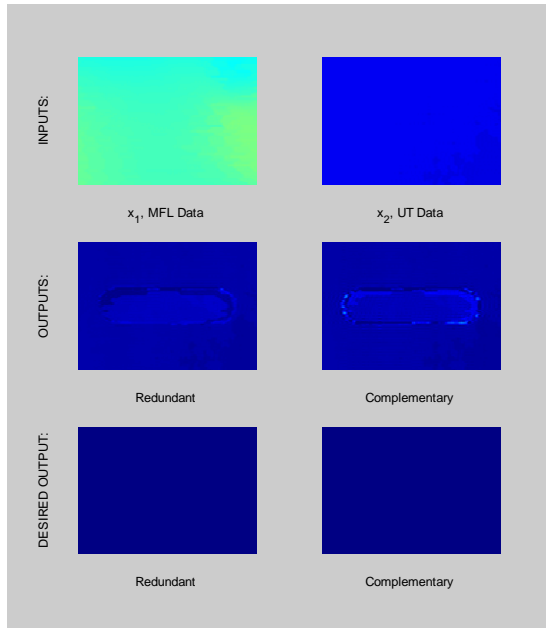 INPUTS:
x1, MFL Data
x2, UT Data
OUTPUTS:
Redundant
Complementary
DESIRED OUTPUT:
Redundant
Complementary